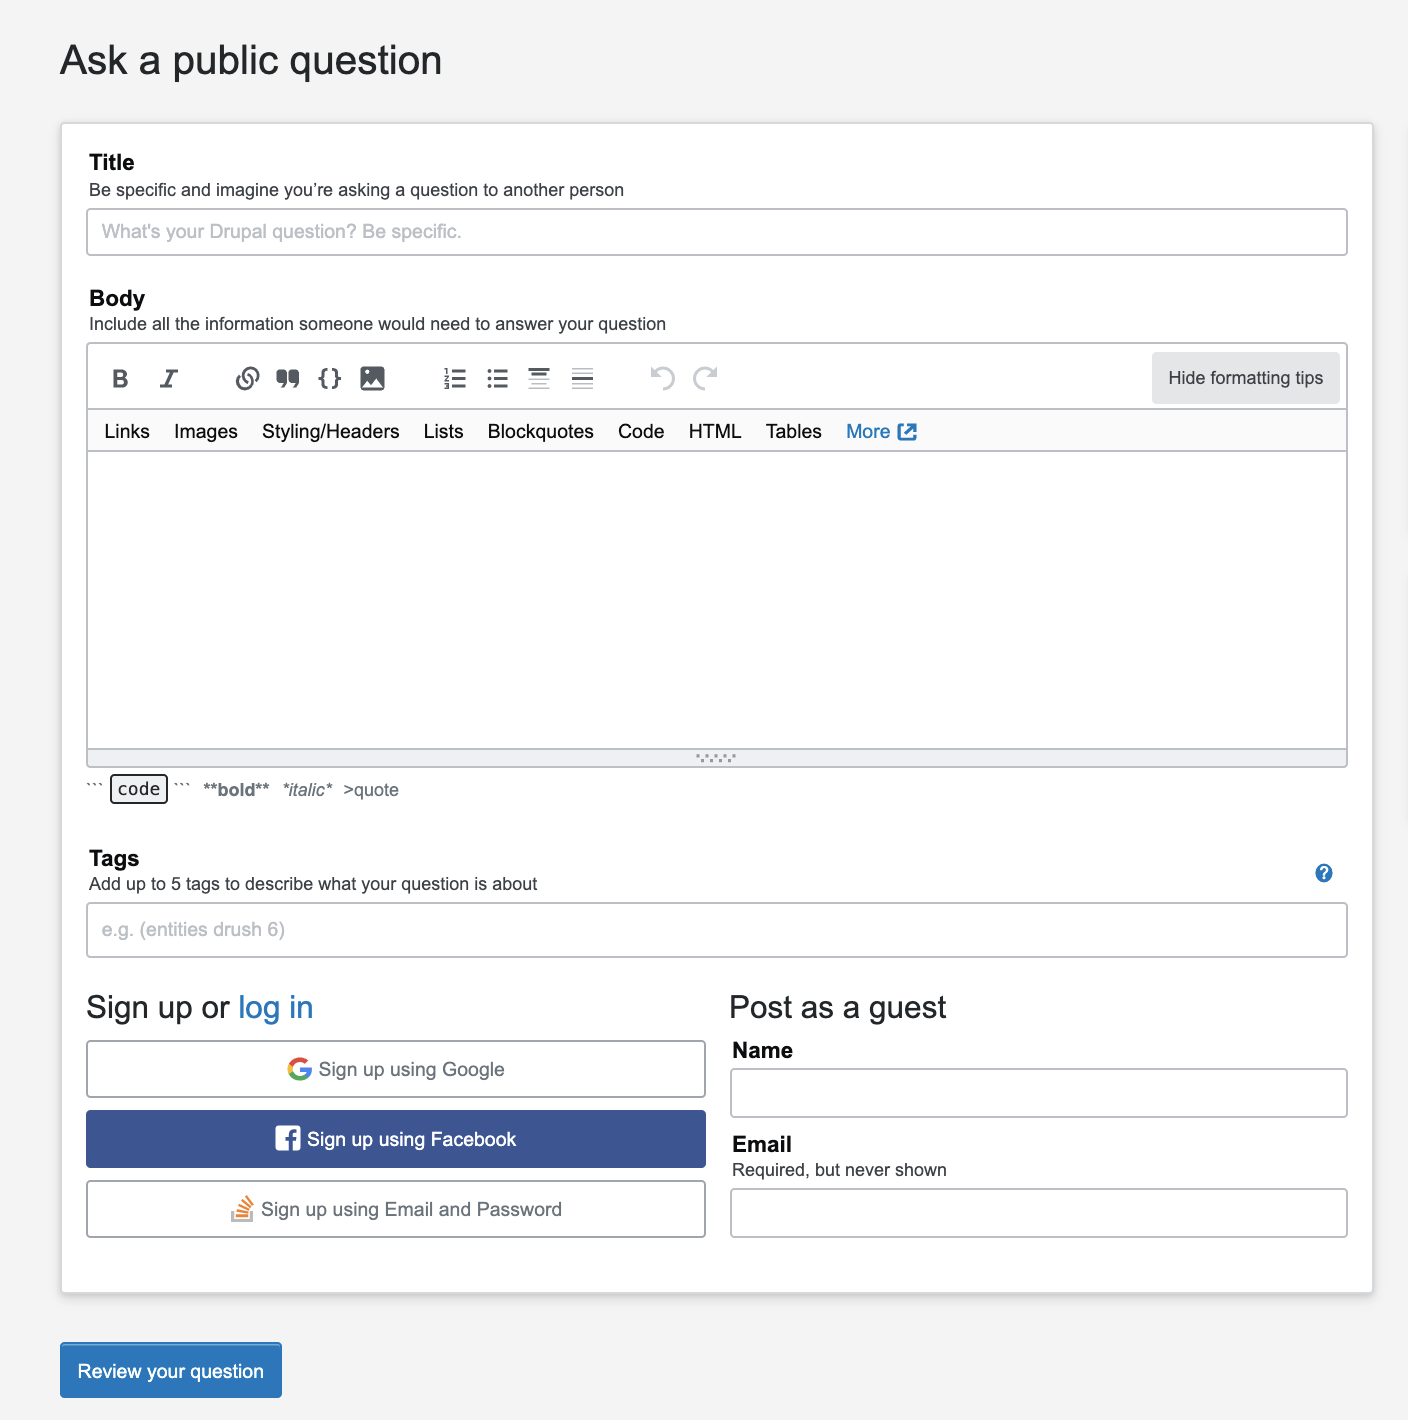 Ask a public question
Title
Be specific and imagine you’re asking a question to another person
What's your Drupal question? Be specific.
Body
Include all the information someone would need to answer your question
Hide formatting tips
Links Images Styling/Headers Lists Blockquotes Code HTML Tables More
``` code ``` **bold** *italic* >quote
Tags
Add up to 5 tags to describe what your question is about
e.g. (entities drush 6)
Sign up or log in
Sign up using Google
Sign up using Facebook
Sign up using Email and Password
Post as a guest
Name
Email
Required, but never shown
Review your question